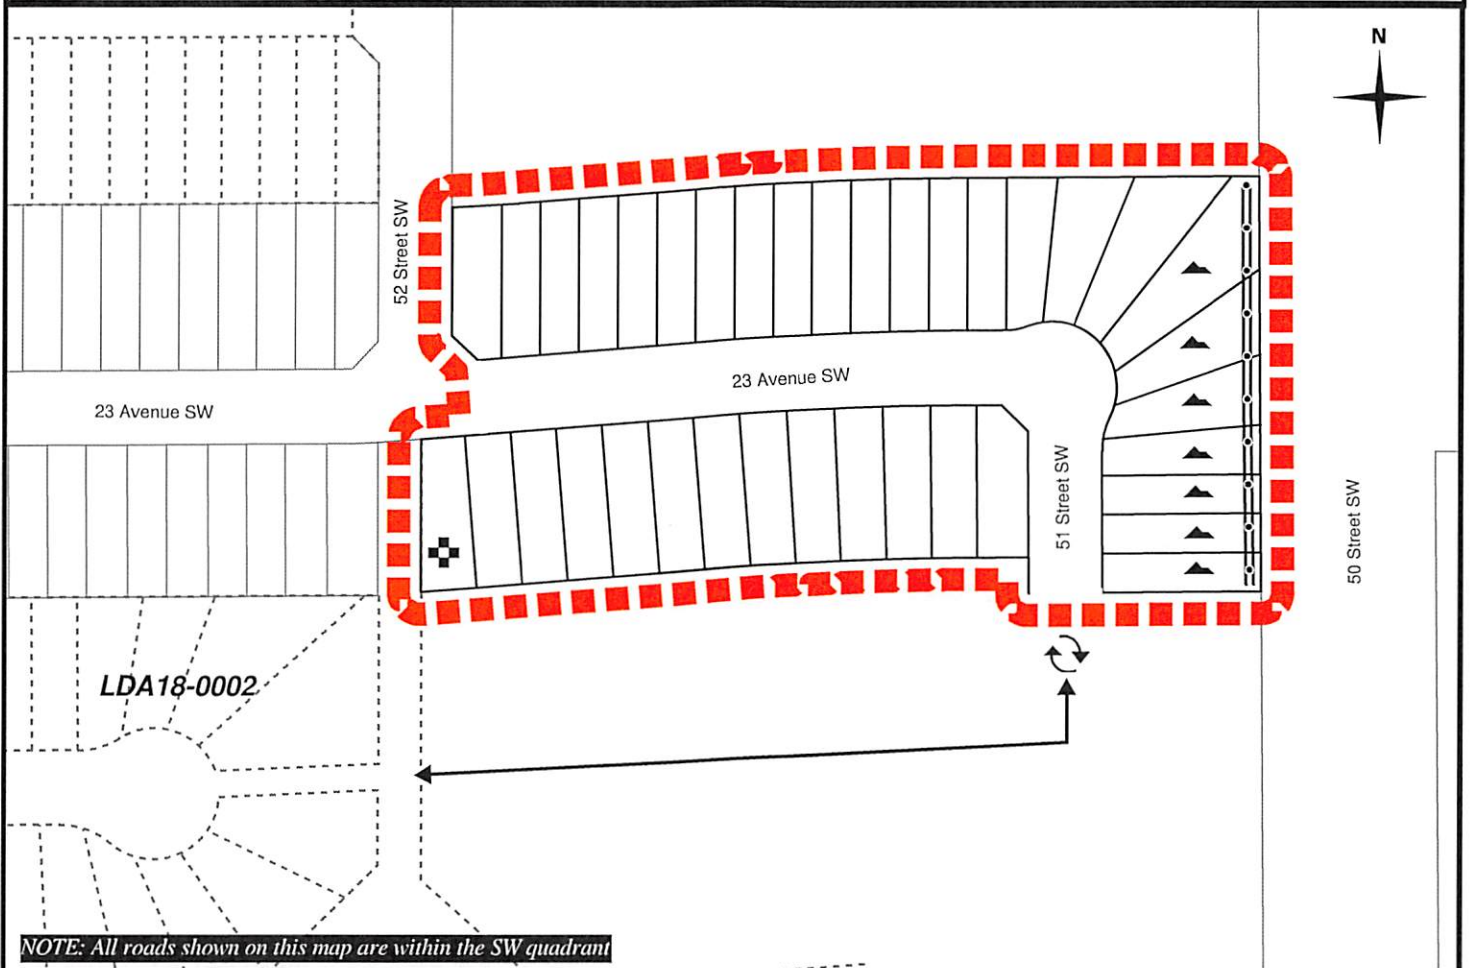 N
52 Street SW
23 Avenue SW
23 Avenue SW
51 Street SW
50 Street SW
LDA18-0002
NOTE: All roads shown on this map are within the SW quadrant